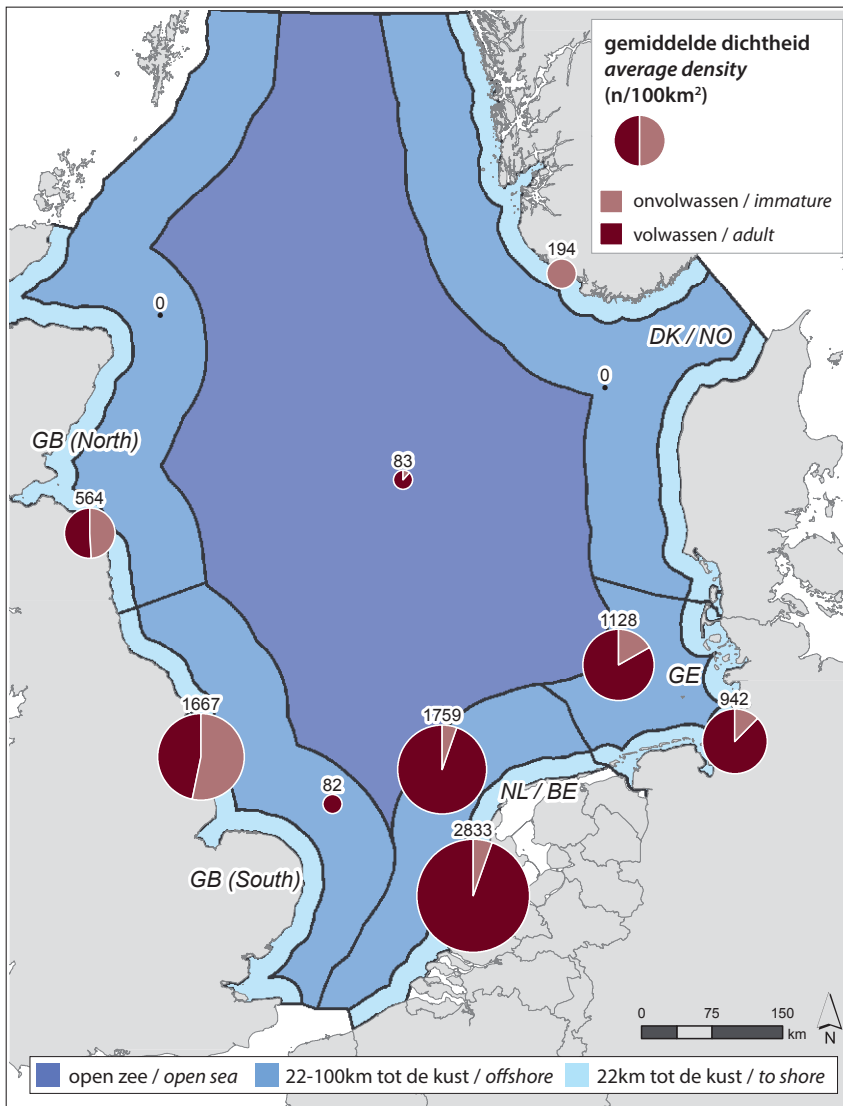 gemiddelde dichtheid
average density
(n/100km²)
onvolwassen / immature
volwassen / adult
194
0
DK / NO
0
GB (North)
83
564
1128
GE
942
1667
1759
82
NL / BE
2833
GB (South)
0 75 150
km
N
open zee / open sea
22-100km tot de kust / offshore
22km tot de kust / to shore